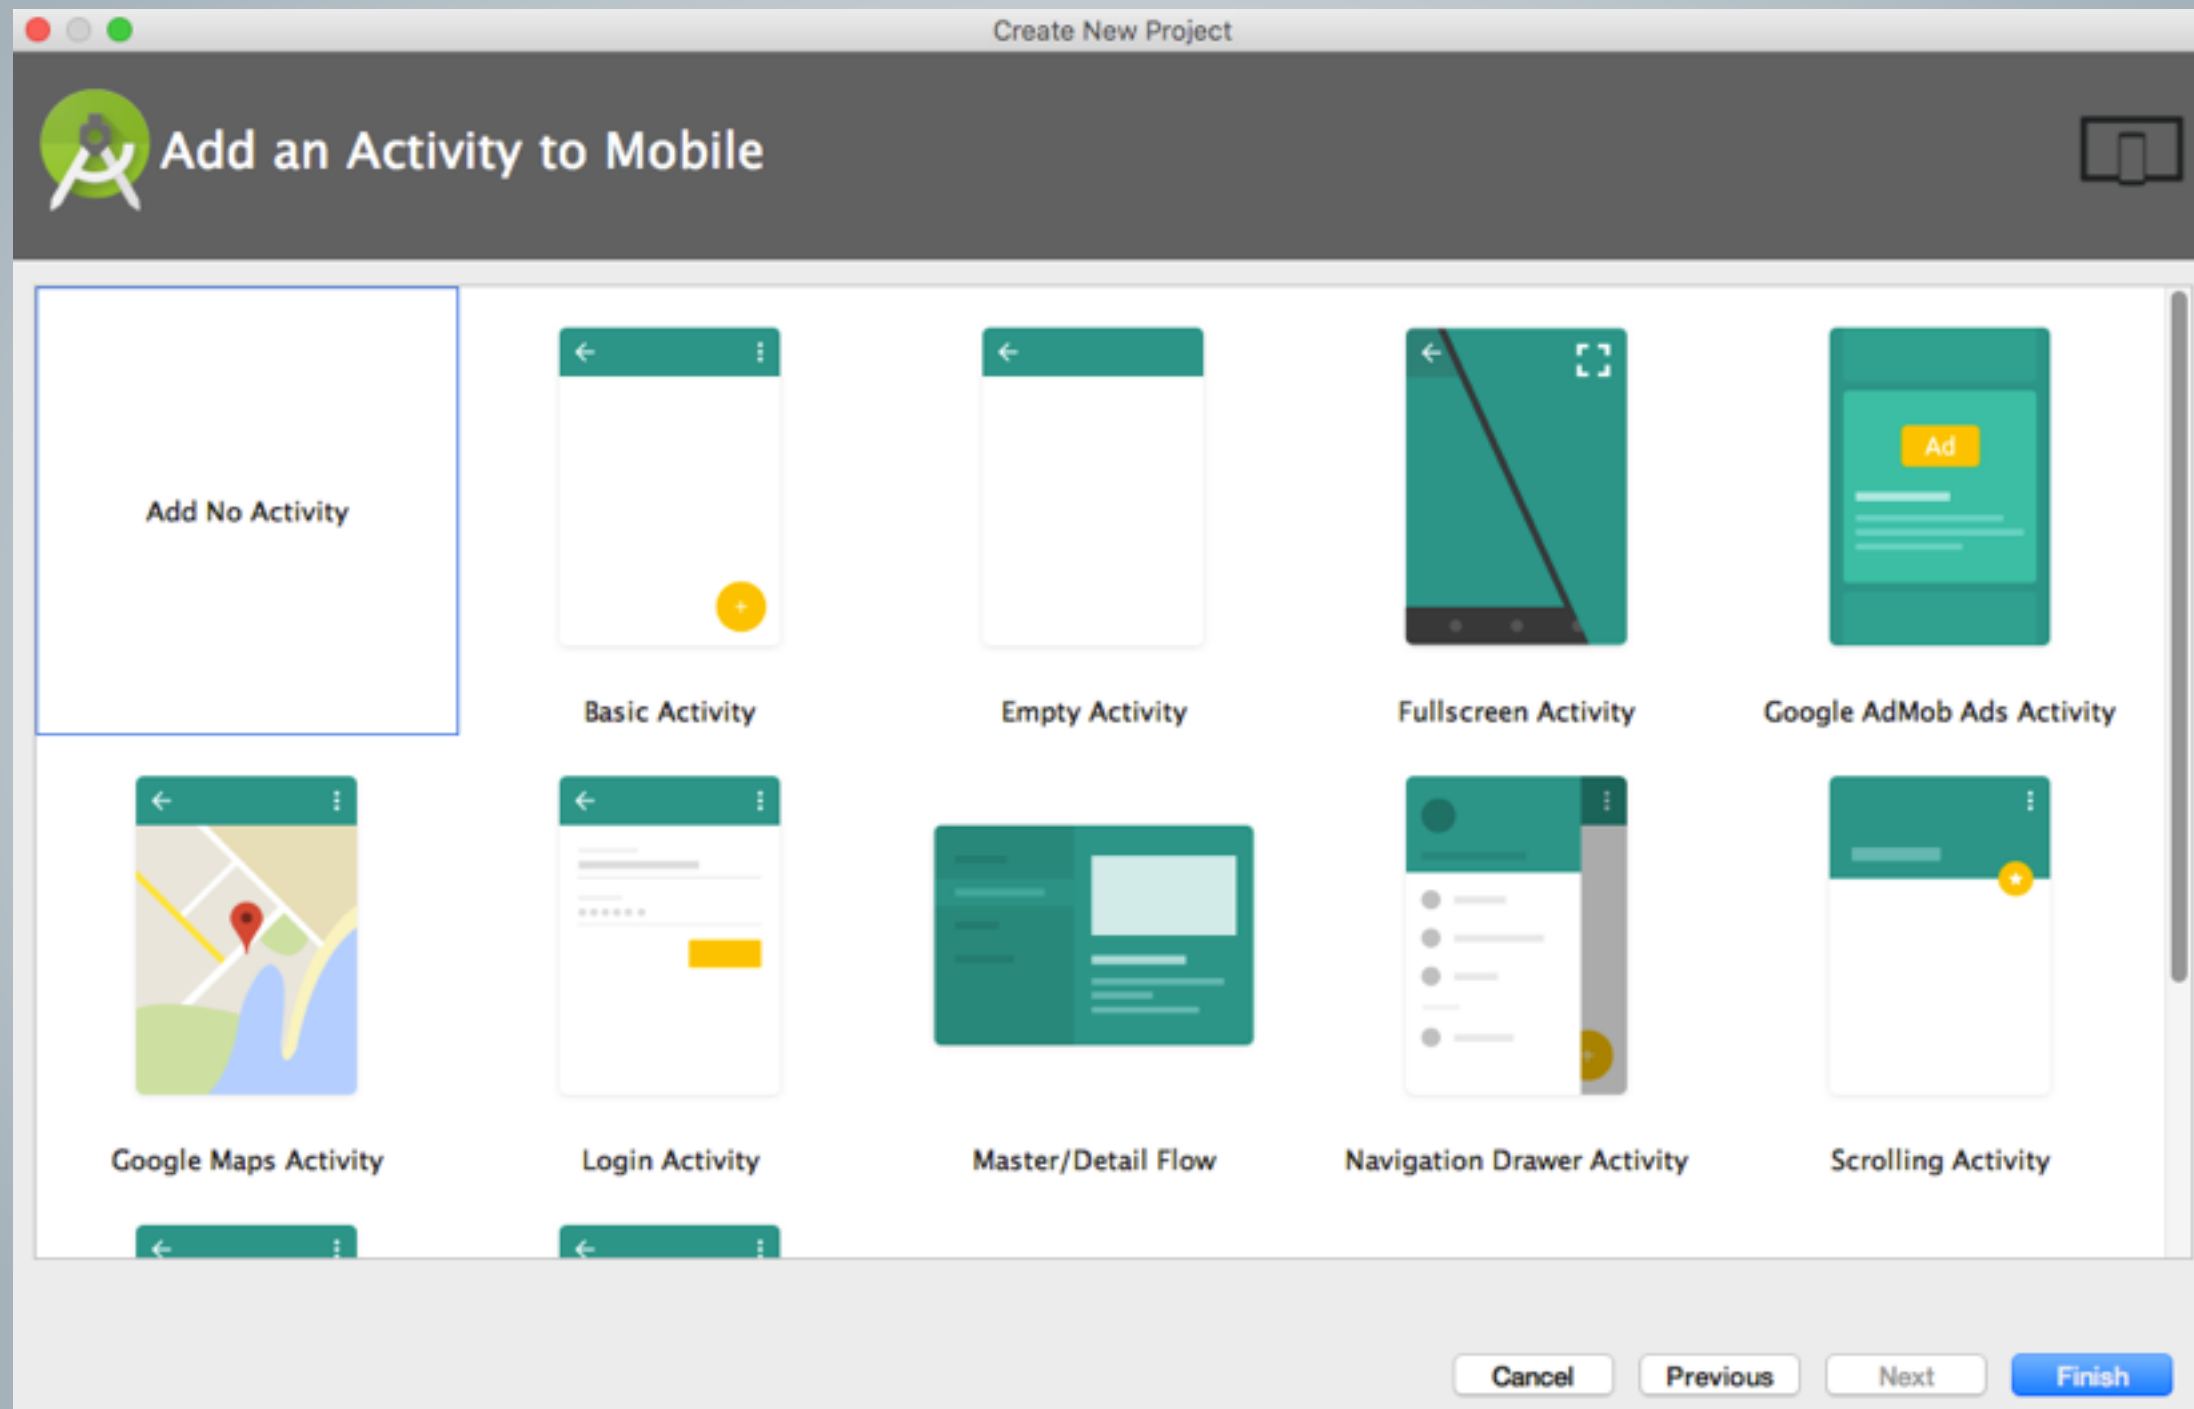 Create New Project
Add an Activity to Mobile
Add No Activity
Ad
Basic Activity
Empty Activity
Fullscreen Activity
Google AdMob Ads Activity
Google Maps Activity
Login Activity
Master/Detail Flow
Navigation Drawer Activity
Scrolling Activity
Cancel
Previous
Next
Finish